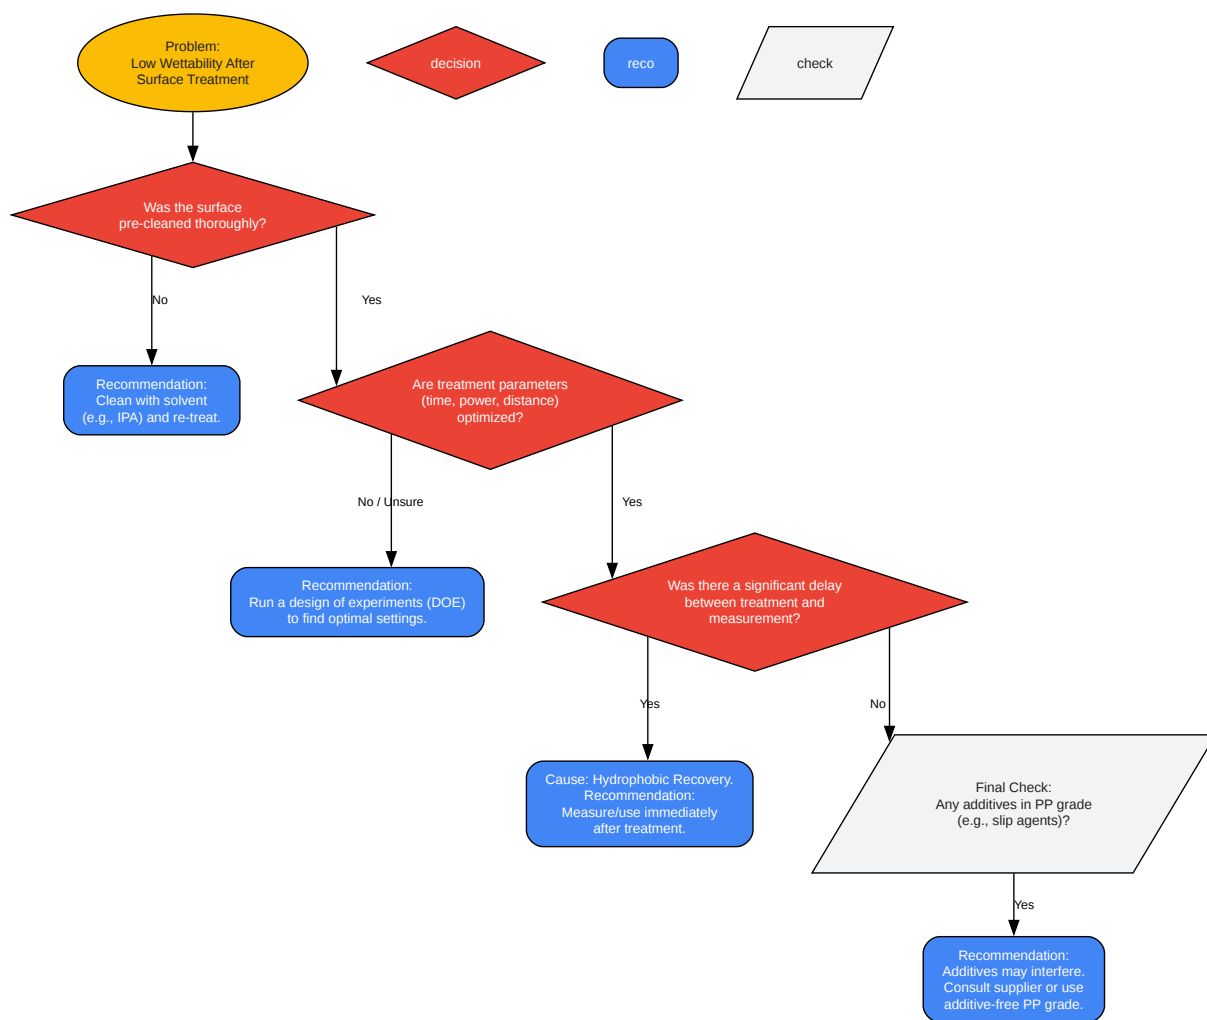 Problem:
Low Wettability After
Surface Treatment
decision
reco
check
Was the surface
pre-cleaned thoroughly?
No
Yes
Recommendation:
Clean with solvent
(e.g., IPA) and re-treat.
Are treatment parameters
(time, power, distance)
optimized?
No / Unsure
Yes
Recommendation:
Run a design of experiments (DOE)
to find optimal settings.
Was there a significant delay
between treatment and
measurement?
Yes
No
Cause: Hydrophobic Recovery.
Recommendation:
Measure/use immediately
after treatment.
Final Check:
Any additives in PP grade
(e.g., slip agents)?
Yes
Recommendation:
Additives may interfere.
Consult supplier or use
additive-free PP grade.